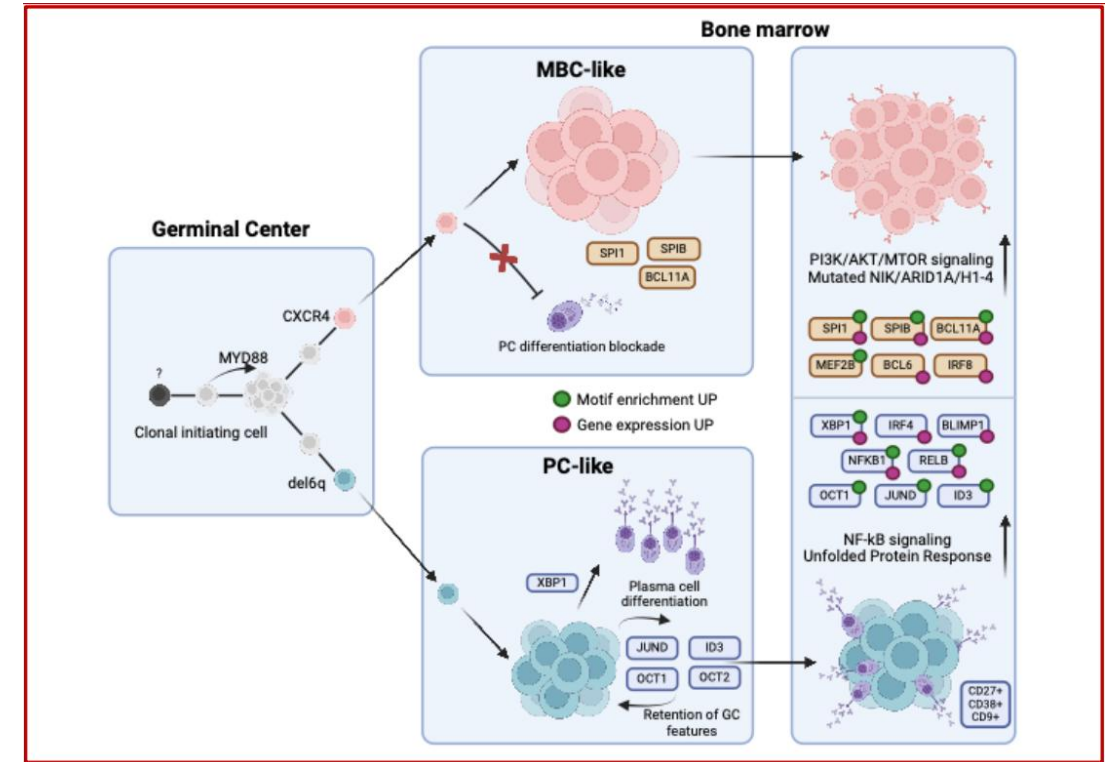 Bone marrow
MBC-like
SPI1
SPIB
BCL11A
PC differentiation blockade
Germinal Center
CXCR4
MYD88
?
Clonal initiating cell
del6q
Motif enrichment UP
Gene expression UP
PC-like
XBP1
Plasma cell
differentiation
JUND
ID3
OCT1
OCT2
Retention of GC
features
PI3K/AKT/MTOR signaling
Mutated NIK/ARID1A/H1-4
SPI1
SPIB
BCL11A
MEF2B
BCL6
IRF8
XBP1
IRF4
BLIMP1
NFKB1
RELB
OCT1
JUND
ID3
NF-kB signaling
Unfolded Protein Response
CD27+
CD38+
CD9+